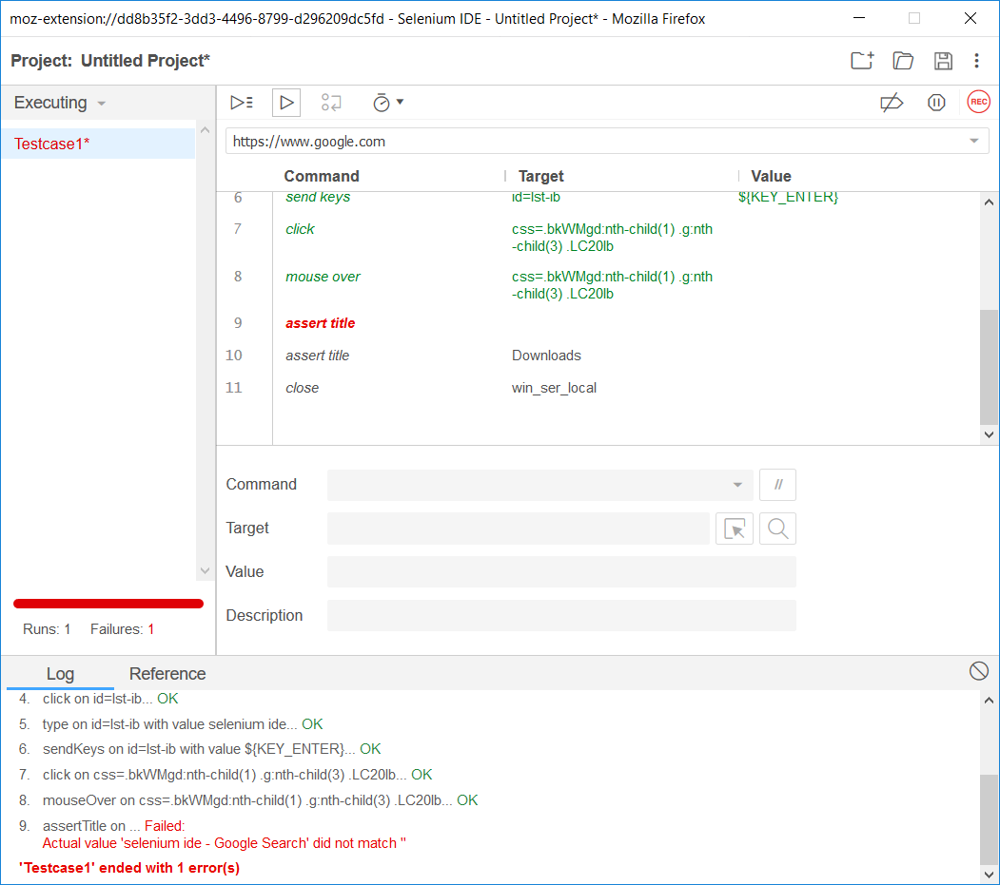 moz-extension://dd8b35f2-3dd3-4496-8799-d296209dc5fd - Selenium IDE - Untitled Project* - Mozilla Firefox
Project: Untitled Project*
Executing
REC
Testcase1*
https://www.google.com
Command Target Value
6 send keys id=lst-ib ${KEY_ENTER}
7 click css=.bkWMgd:nth-child(1) .g:nth
-child(3) .LC20lb
8 mouse over css=.bkWMgd:nth-child(1) .g:nth
-child(3) .LC20lb
9 assert title
10 assert title Downloads
11 close win_ser_local
Command //
Target
Value
Description
Runs: 1 Failures: 1
Log Reference
4. click on id=lst-ib... OK
5. type on id=lst-ib with value selenium ide... OK
6. sendKeys on id=lst-ib with value ${KEY_ENTER}... OK
7. click on css=.bkWMgd:nth-child(1) .g:nth-child(3) .LC20lb... OK
8. mouseOver on css=.bkWMgd:nth-child(1) .g:nth-child(3) .LC20lb... OK
9. assertTitle on ... Failed:
Actual value 'selenium ide - Google Search' did not match ''
'Testcase1' ended with 1 error(s)